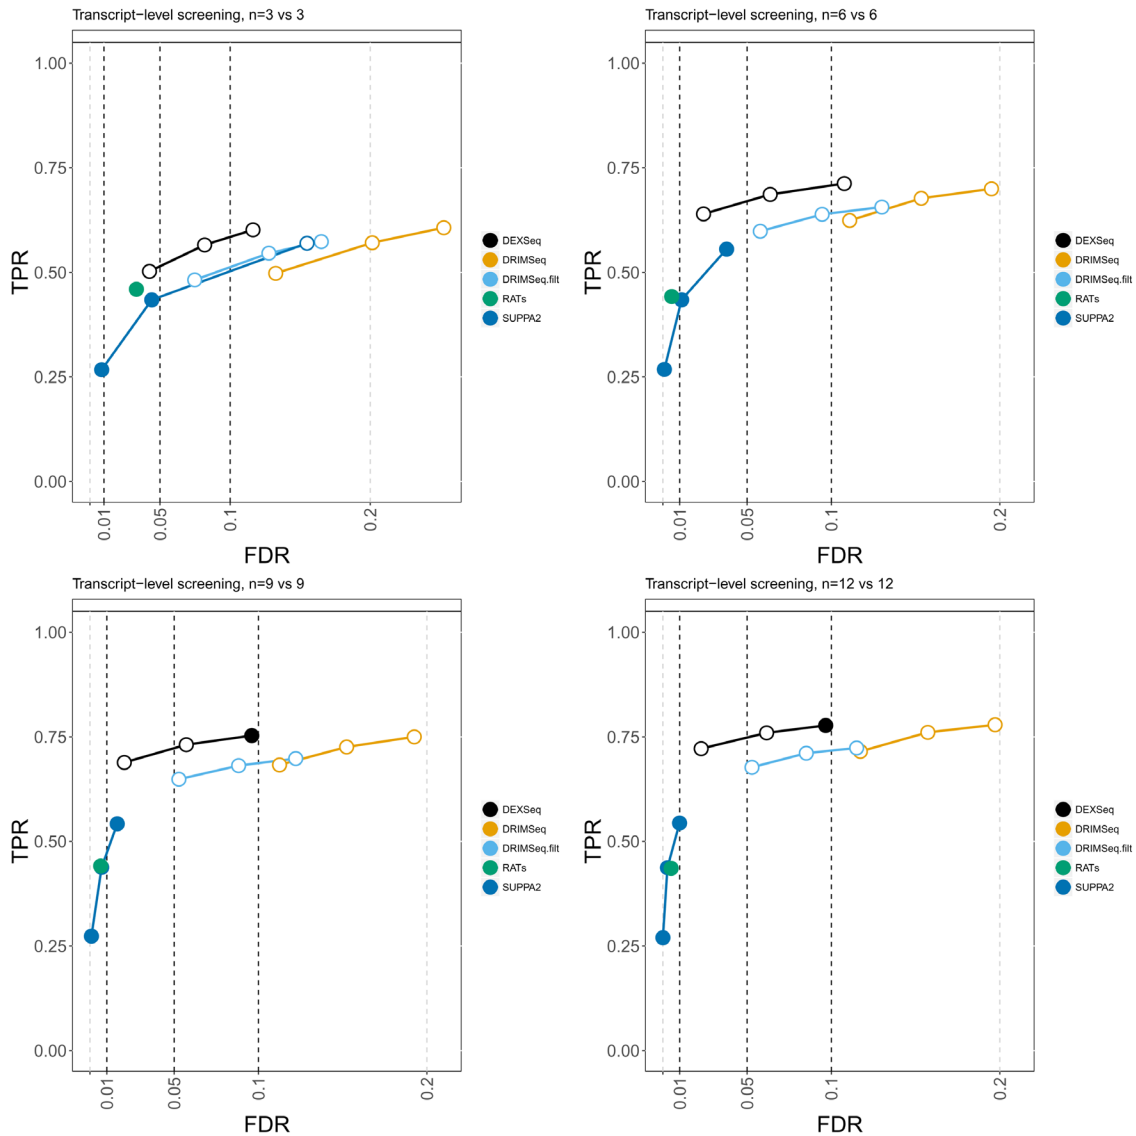 Transcript−level screening, n=3 vs 3
1.00
0.75
0.50
0.25
0.00
TPR
0.01
0.05
0.1
0.2
FDR
DEXSeq
DRIMSeq
DRIMSeq.filt
RATs
SUPPA2
Transcript−level screening, n=6 vs 6
1.00
0.75
0.50
0.25
0.00
TPR
0.01
0.05
0.1
0.2
FDR
DEXSeq
DRIMSeq
DRIMSeq.filt
RATs
SUPPA2
Transcript−level screening, n=9 vs 9
1.00
0.75
0.50
0.25
0.00
TPR
0.01
0.05
0.1
0.2
FDR
DEXSeq
DRIMSeq
DRIMSeq.filt
RATs
SUPPA2
Transcript−level screening, n=12 vs 12
1.00
0.75
0.50
0.25
0.00
TPR
0.01
0.05
0.1
0.2
FDR
DEXSeq
DRIMSeq
DRIMSeq.filt
RATs
SUPPA2